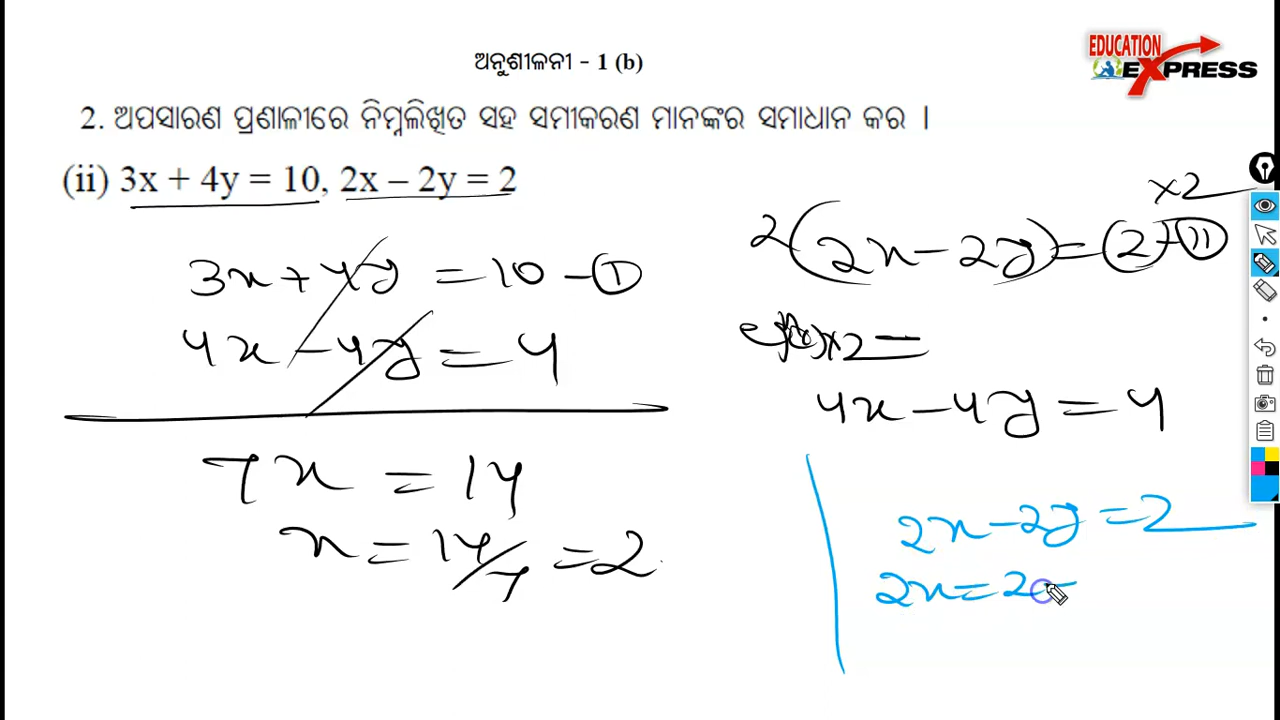 ଅନୁଶୀଳନୀ - 1 (b)
EDUCATION
EXPRESS
2. ଅପସାରଣ ପ୍ରଣାଳୀରେ ନିମ୍ନଲିଖିତ ସହ ସମୀକରଣ ମାନଙ୍କର ସମାଧାନ କର ।
(ii) 3x + 4y = 10, 2x – 2y = 2
3x + 4y = 10 - (I)
4x - 4y = 4
7x = 14
x = 14/7 = 2
×2
2(2x - 2y) = (2) - (II)
×2 =
4x - 4y = 4
2x - 2y = 2
2x = 2